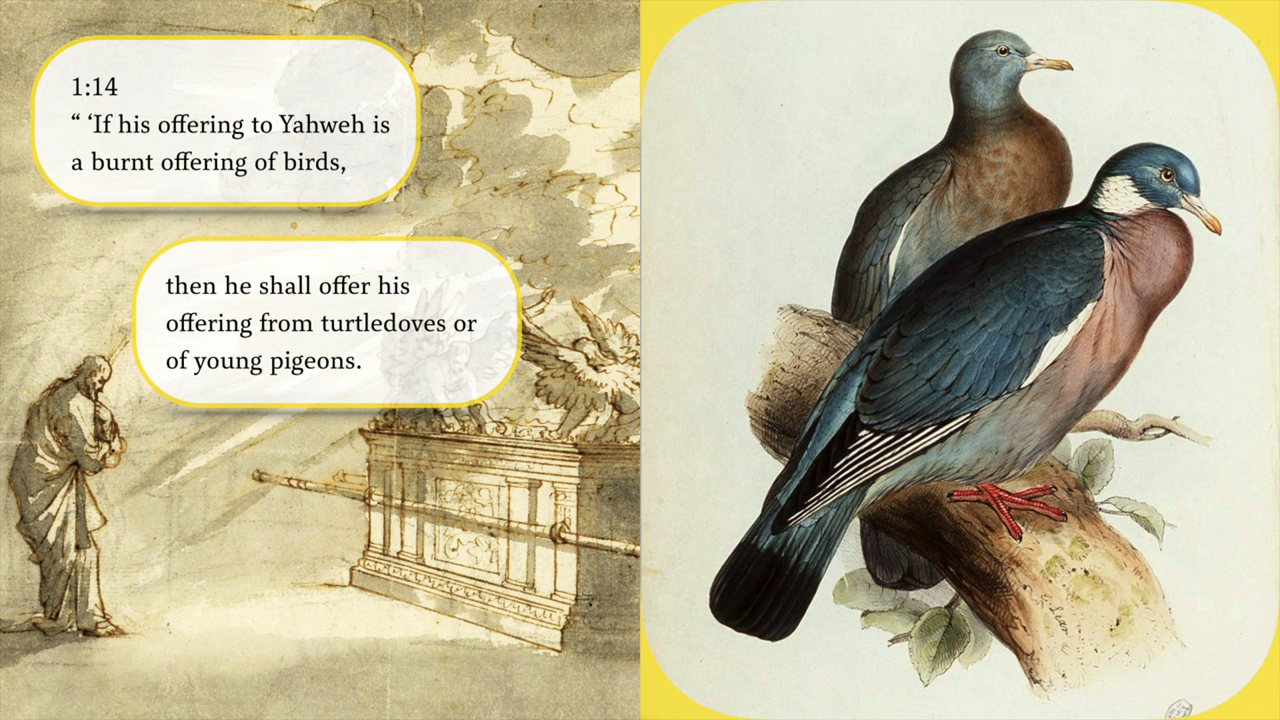 1:14
“ ‘If his offering to Yahweh is
a burnt offering of birds,
then he shall offer his
offering from turtledoves or
of young pigeons.